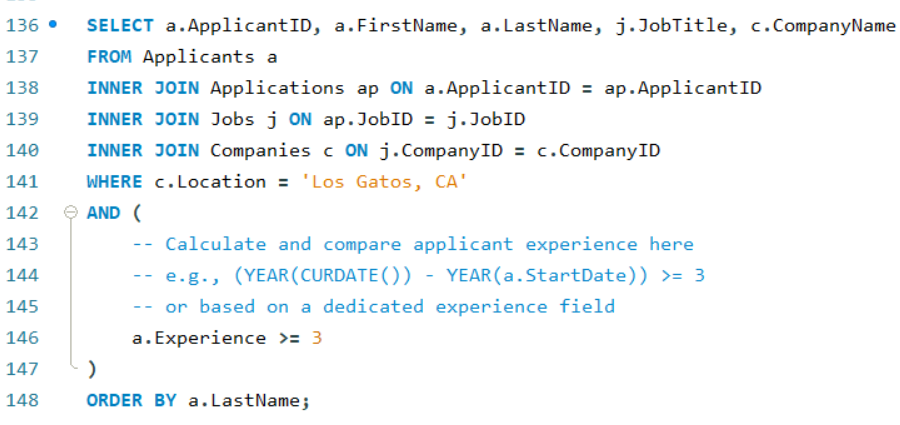 136 SELECT a.ApplicantID, a.FirstName, a.LastName, j.JobTitle, c.CompanyName
137 FROM Applicants a
138 INNER JOIN Applications ap ON a.ApplicantID = ap.ApplicantID
139 INNER JOIN Jobs j ON ap.JobID = j.JobID
140 INNER JOIN Companies c ON j.CompanyID = c.CompanyID
141 WHERE c.Location = 'Los Gatos, CA'
142 AND (
143 -- Calculate and compare applicant experience here
144 -- e.g., (YEAR(CURDATE()) - YEAR(a.StartDate)) >= 3
145 -- or based on a dedicated experience field
146 a.Experience >= 3
147 )
148 ORDER BY a.LastName;